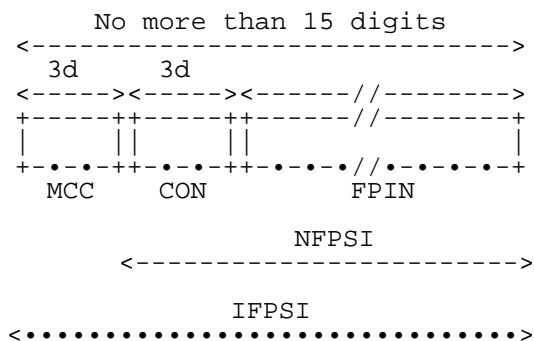 No more than 15 digits
<------------------------------->
3d 3d
<-----><-----><------//-------->
+-----++-----++------//--------+
| || || |
+-•-•-++-•-•-++-•-•-•//•-•-•-•-+
MCC CON FPIN
NFPSI
<------------------------>
IFPSI
<•••••••••••••••••••••••••••••••>